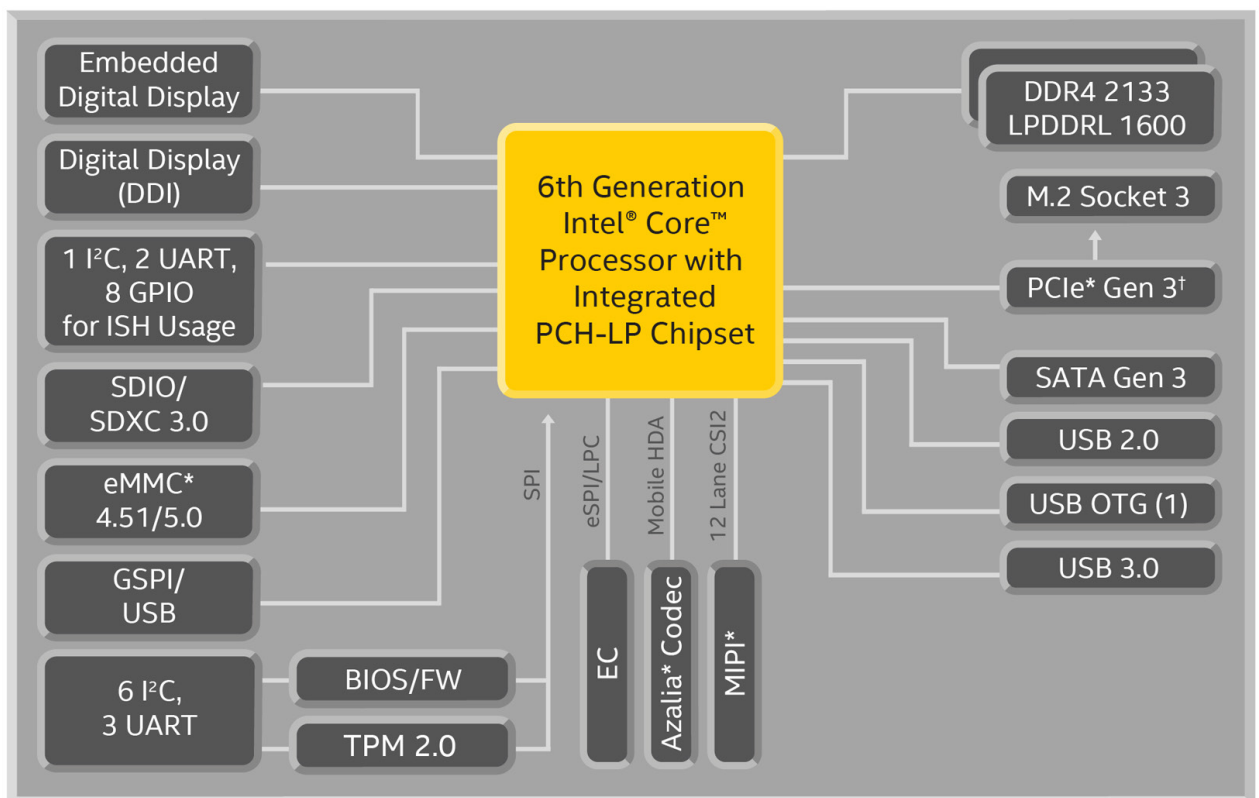 Embedded
Digital Display
Digital Display
(DDI)
1 I²C, 2 UART,
8 GPIO
for ISH Usage
SDIO/
SDXC 3.0
eMMC*
4.51/5.0
GSPI/
USB
6 I²C,
3 UART
BIOS/FW
TPM 2.0
6th Generation
Intel® Core™
Processor with
Integrated
PCH-LP Chipset
SPI
eSPI/LPC
Mobile HDA
12 Lane CSI2
EC
Azalia* Codec
MIPI*
DDR4 2133
LPDDRL 1600
M.2 Socket 3
PCIe* Gen 3†
SATA Gen 3
USB 2.0
USB OTG (1)
USB 3.0